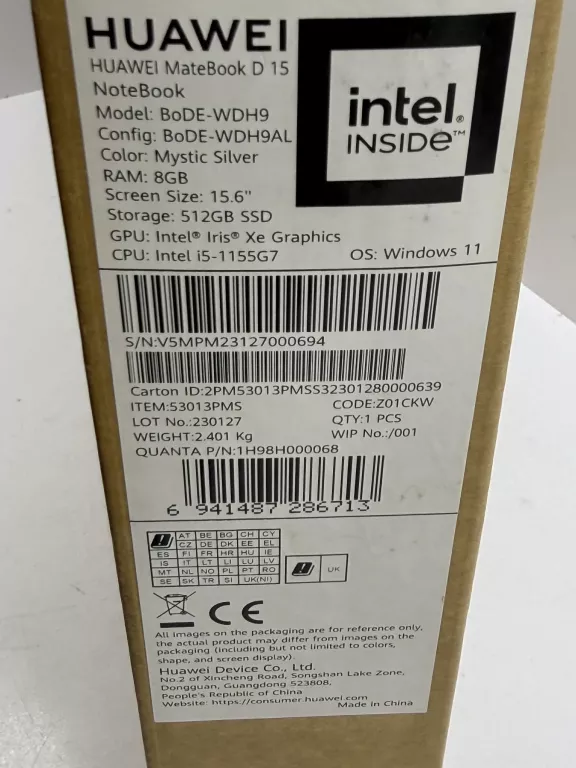 HUAWEI
HUAWEI MateBook D 15
NoteBook
Model: BoDE-WDH9
Config: BoDE-WDH9AL
Color: Mystic Silver
RAM: 8GB
Screen Size: 15.6"
Storage: 512GB SSD
GPU: Intel® Iris® Xe Graphics
CPU: Intel i5-1155G7
OS: Windows 11
intel®
INSIDE™
S/N:V5MPM23127000694
Carton ID:2PM53013PMSS32301280000639
ITEM:53013PMS CODE:Z01CKW
LOT No.:230127 QTY:1 PCS
WEIGHT:2.401 Kg WIP No.:/001
QUANTA P/N:1H98H000068
6 941487 286713
AT BE BG CH CY
CZ DE DK EE EL
ES FI FR HR HU IE
IS IT LT LI LU LV
MT NL NO PL PT RO
SE SK TR SI UK(NI)
UK
CE
All images on the packaging are for reference only,
the actual product may differ from images on the
packaging (including but not limited to colors,
shape, and screen display).
Huawei Device Co., Ltd.
No.2 of Xincheng Road, Songshan Lake Zone,
Dongguan, Guangdong 523808,
People's Republic of China
Website: https://consumer.huawei.com
Made in China